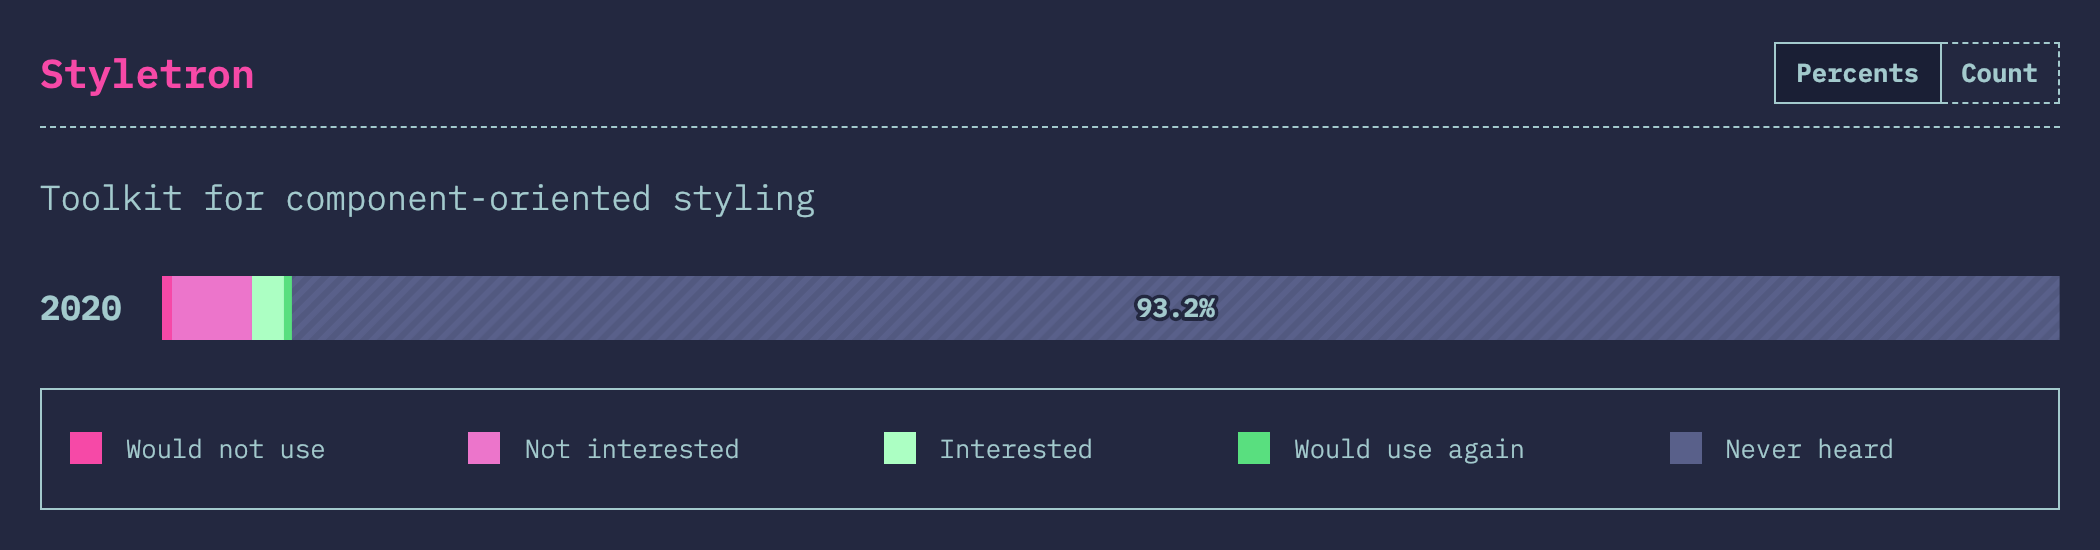 Styletron
Percents Count
Toolkit for component-oriented styling
2020 93.2%
Would not use Not interested Interested Would use again Never heard